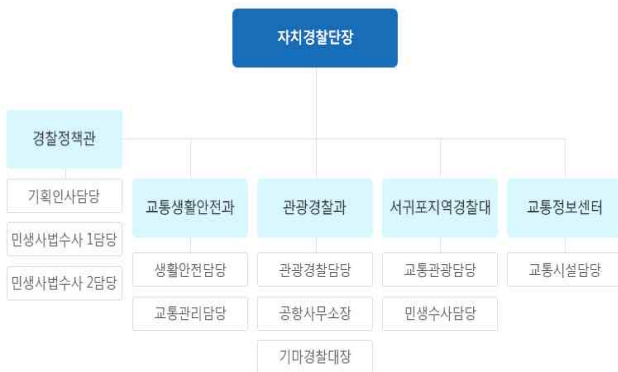 자치경찰단장
경찰정책관
기획인사담당
민생사법수사 1담당
민생사법수사 2담당
교통생활안전과
생활안전담당
교통관리담당
관광경찰과
관광경찰담당
공항사무소장
기마경찰대장
서귀포지역경찰대
교통관광담당
민생수사담당
교통정보센터
교통시설담당